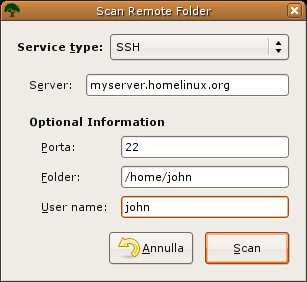 Scan Remote Folder
Service type: SSH
Server: myserver.homelinux.org
Optional Information
Porta: 22
Folder: /home/john
User name: john
Annulla Scan